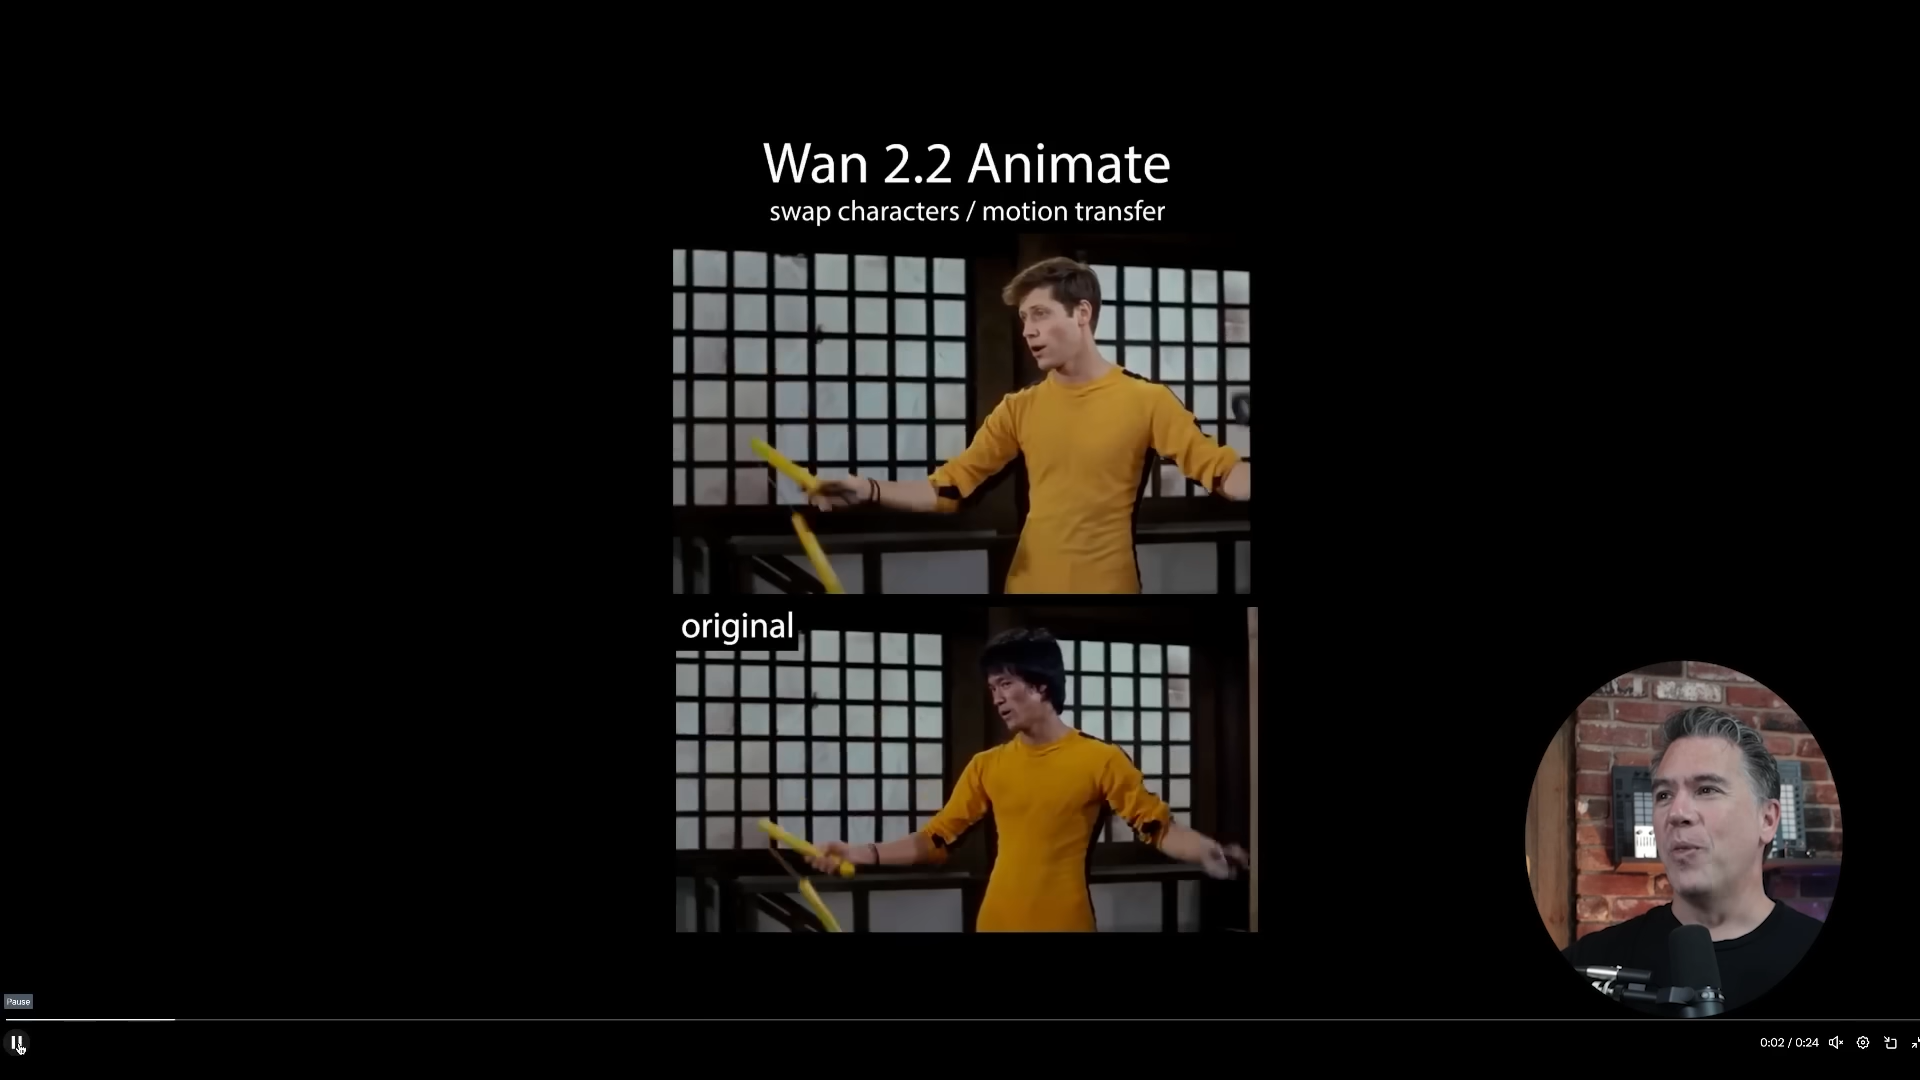 Wan 2.2 Animate
swap characters / motion transfer
original
Pause
0:02 / 0:24